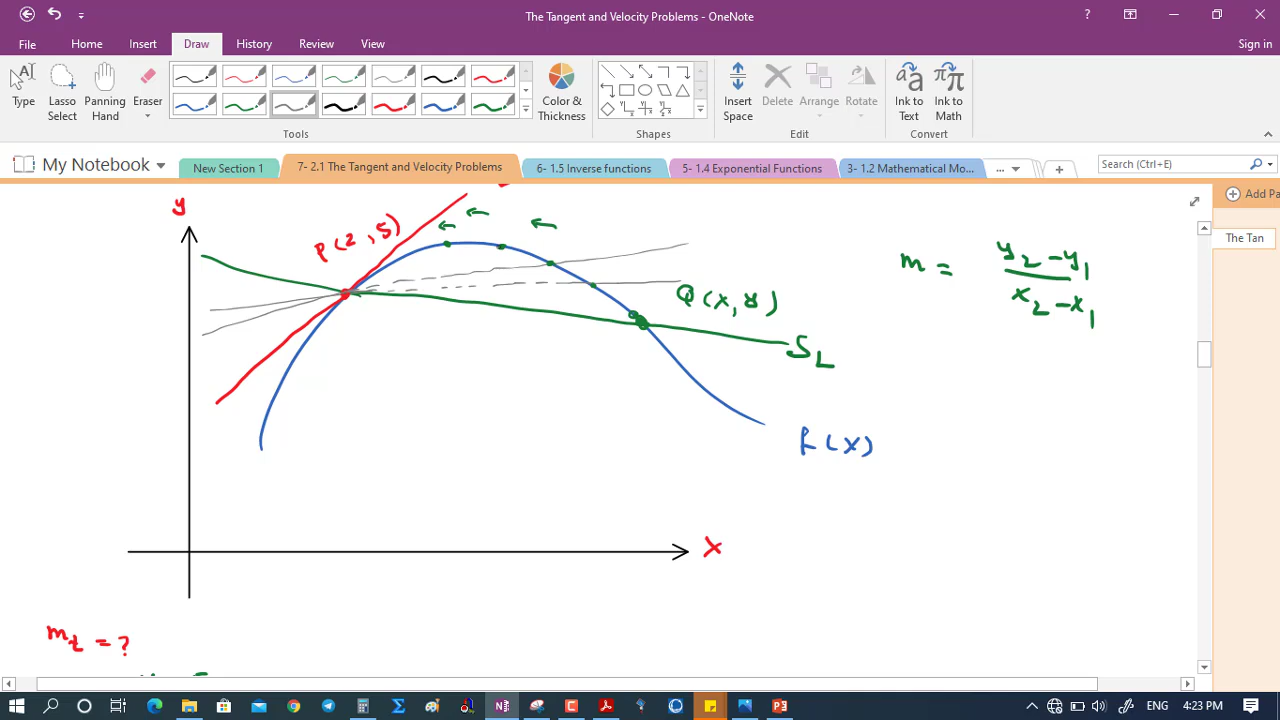 The Tangent and Velocity Problems - OneNote
?
File Home Insert Draw History Review View Sign in
Type
Lasso Select
Panning Hand
Eraser
Color & Thickness
Insert Space
Delete
Arrange
Rotate
Ink to Text
Ink to Math
Tools Shapes Edit Convert
My Notebook New Section 1 7- 2.1 The Tangent and Velocity Problems 6- 1.5 Inverse functions 5- 1.4 Exponential Functions 3- 1.2 Mathematical Mo... ... Search (Ctrl+E)
Add Pa
The Tan
y
P(2,5)
m = y2-y1
x2-x1
Q(x,y)
SL
f(x)
x
mt = ?
ENG 4:23 PM